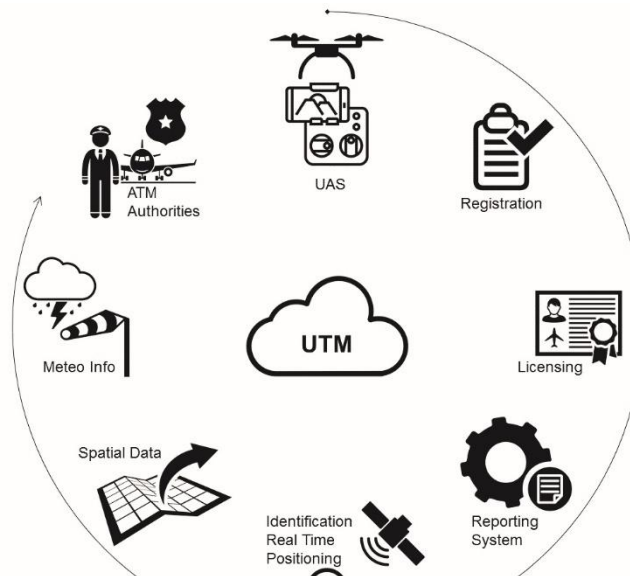 UAS
Registration
ATM
Authorities
UTM
Meteo Info
Licensing
Spatial Data
Identification
Real Time
Positioning
Reporting
System